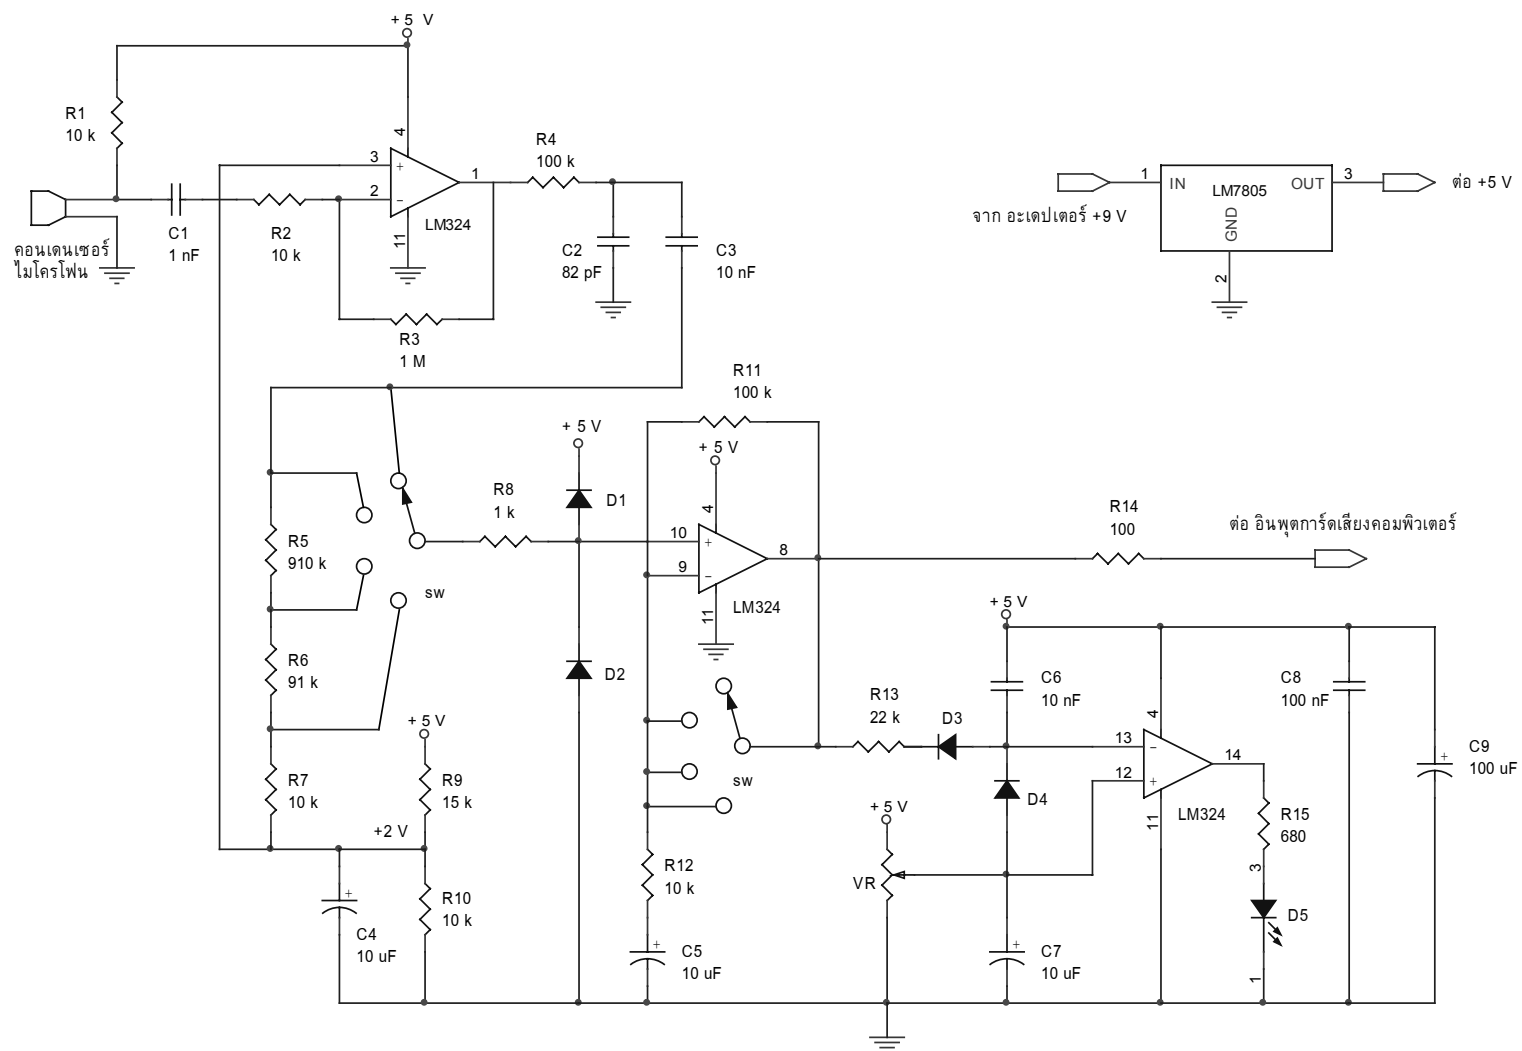 + 5 V
R1
10 k
4
3
+
2
−
1
11
LM324
R4
100 k
C1
1 nF
R2
10 k
คอนเดนเซอร์
ไมโครโฟน
C2
82 pF
C3
10 nF
R3
1 M
1
IN
LM7805
OUT
3
GND
2
จาก อะเดปเตอร์ +9 V
ต่อ +5 V
R11
100 k
+ 5 V
+ 5 V
R8
1 k
D1
4
10
+
9
−
8
11
LM324
R14
100
ต่อ อินพุตการ์ดเสียงคอมพิวเตอร์
R5
910 k
sw
R6
91 k
D2
+ 5 V
C6
10 nF
C8
100 nF
R13
22 k
D3
4
13
−
12
+
14
11
LM324
C9
+
100 uF
+ 5 V
R7
10 k
R9
15 k
sw
D4
+ 5 V
R15
680
+2 V
VR
R12
10 k
3
+
R10
10 k
C4
10 uF
D5
+
C5
10 uF
+
C7
10 uF
1